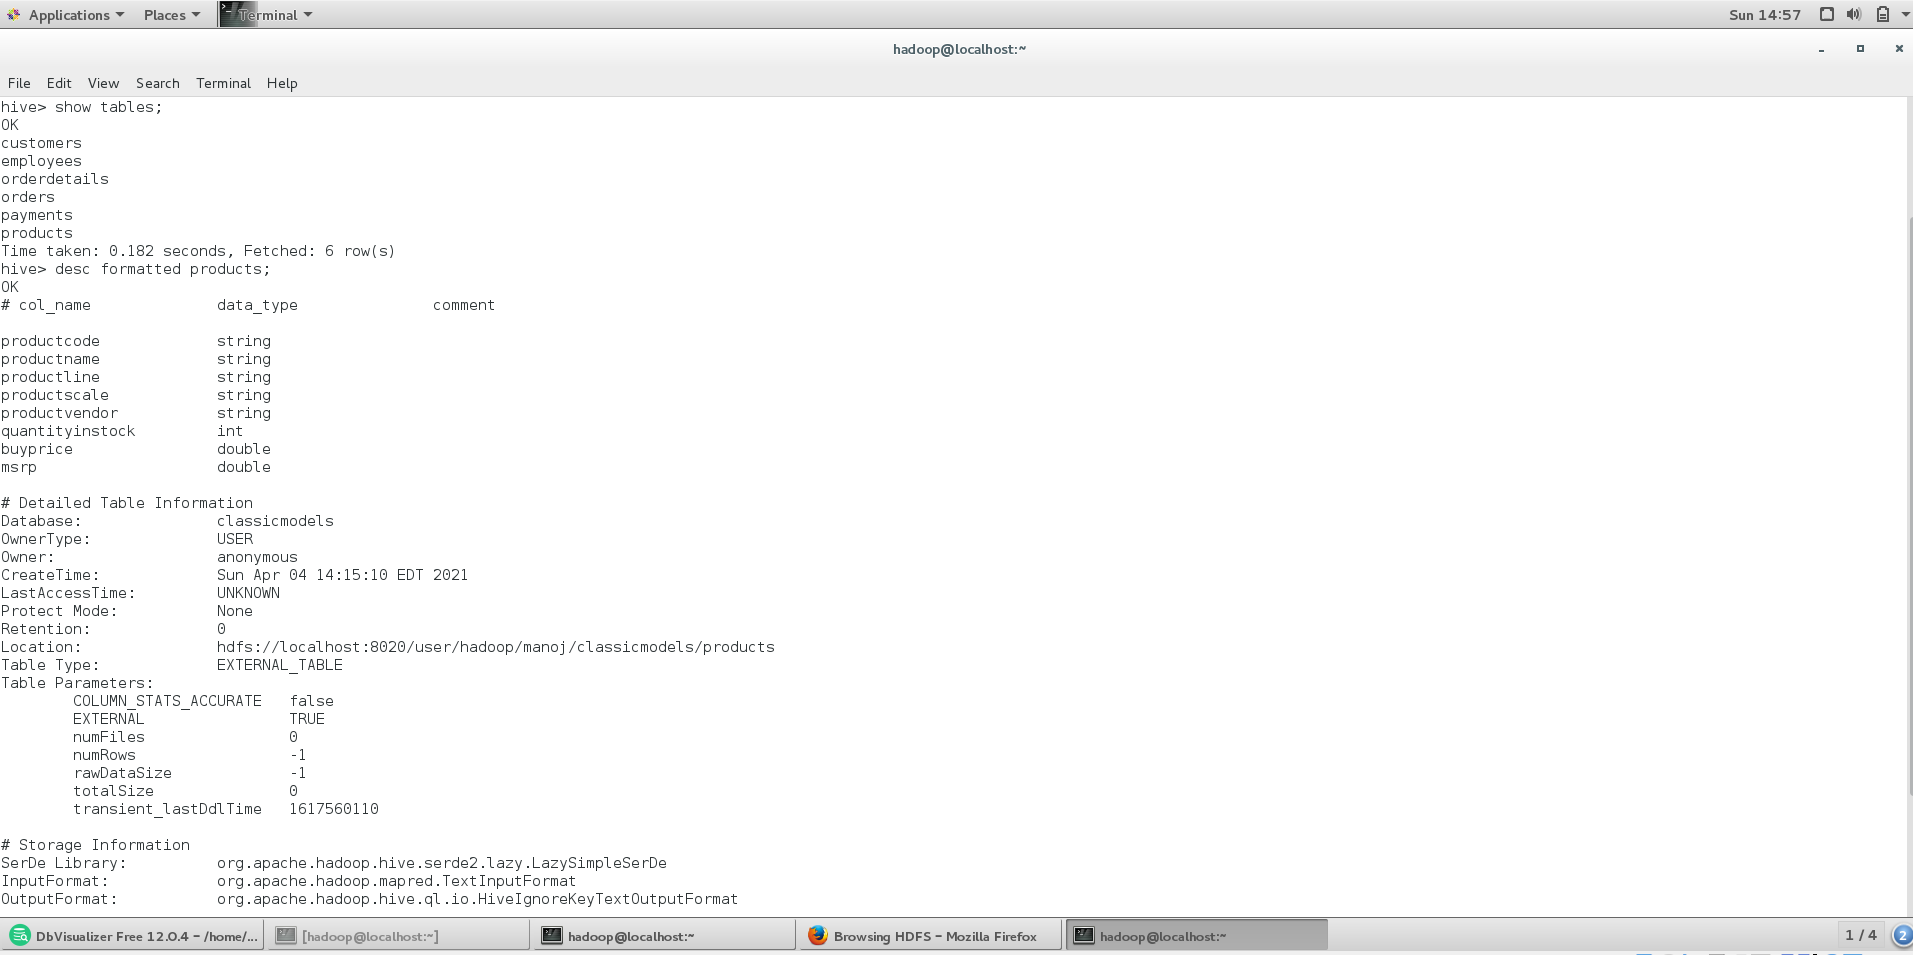 Applications Places Terminal Sun 14:57
hadoop@localhost:~
File Edit View Search Terminal Help
hive> show tables;
OK
customers
employees
orderdetails
orders
payments
products
Time taken: 0.182 seconds, Fetched: 6 row(s)
hive> desc formatted products;
OK
# col_name data_type comment
productcode string
productname string
productline string
productscale string
productvendor string
quantityinstock int
buyprice double
msrp double
# Detailed Table Information
Database: classicmodels
OwnerType: USER
Owner: anonymous
CreateTime: Sun Apr 04 14:15:10 EDT 2021
LastAccessTime: UNKNOWN
Protect Mode: None
Retention: 0
Location: hdfs://localhost:8020/user/hadoop/manoj/classicmodels/products
Table Type: EXTERNAL_TABLE
Table Parameters:
COLUMN_STATS_ACCURATE false
EXTERNAL TRUE
numFiles 0
numRows -1
rawDataSize -1
totalSize 0
transient_lastDdlTime 1617560110
# Storage Information
SerDe Library: org.apache.hadoop.hive.serde2.lazy.LazySimpleSerDe
InputFormat: org.apache.hadoop.mapred.TextInputFormat
OutputFormat: org.apache.hadoop.hive.ql.io.HiveIgnoreKeyTextOutputFormat
DbVisualizer Free 12.0.4 - /home/... [hadoop@localhost:~] hadoop@localhost:~ Browsing HDFS - Mozilla Firefox hadoop@localhost:~ 1 / 4 2